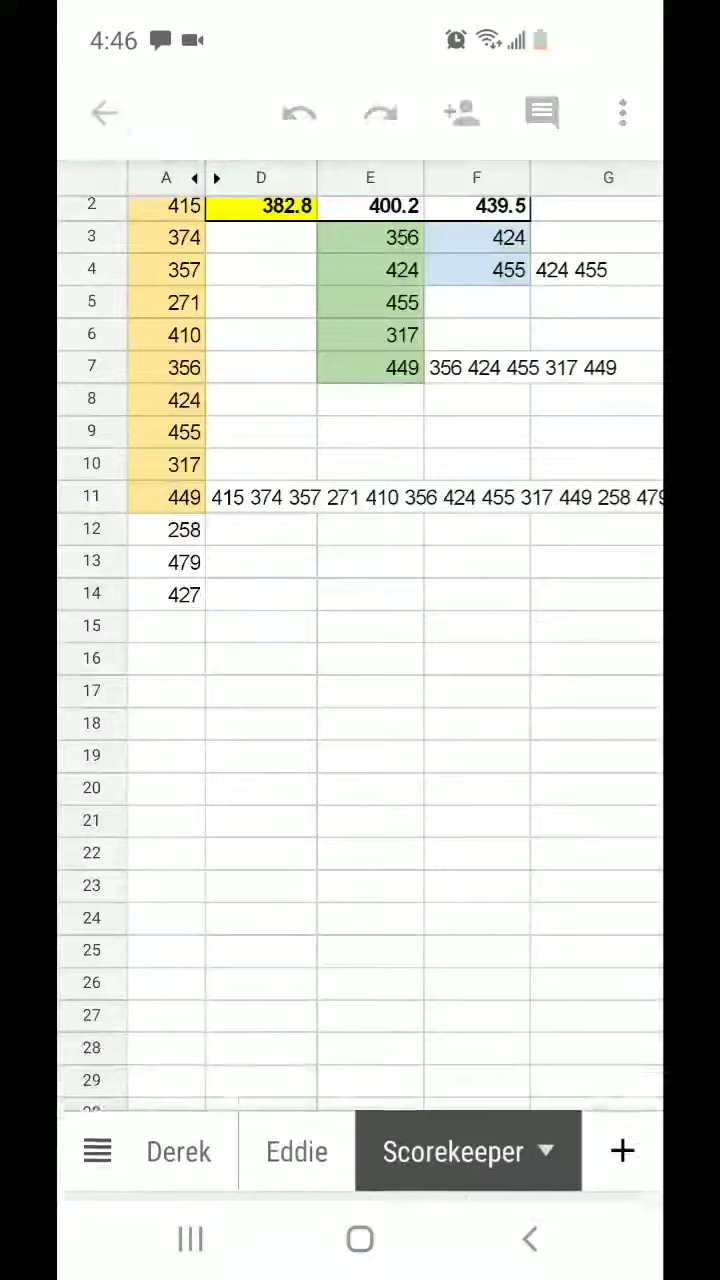 4:46
A D E F G
2 415 382.8 400.2 439.5
3 374 356 424
4 357 424 455 424 455
5 271 455
6 410 317
7 356 449 356 424 455 317 449
8 424
9 455
10 317
11 449 415 374 357 271 410 356 424 455 317 449 258 479
12 258
13 479
14 427
15
16
17
18
19
20
21
22
23
24
25
26
27
28
29
Derek Eddie Scorekeeper +